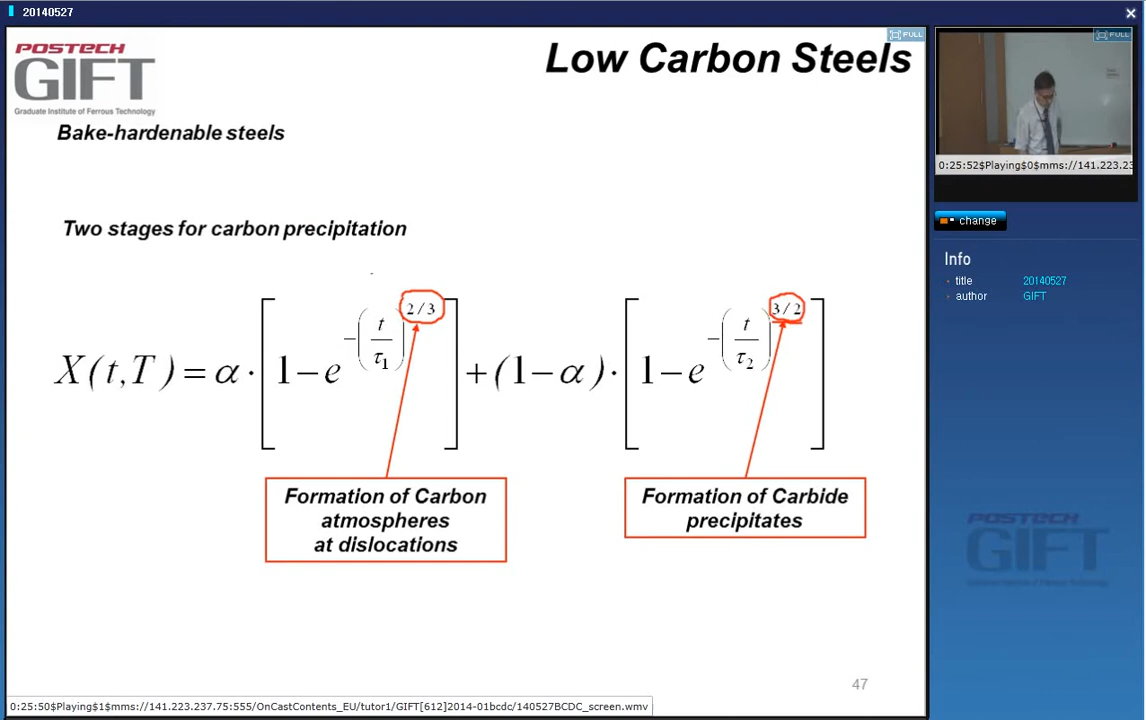 20140527
POSTECH
GIFT
Graduate Institute of Ferrous Technology
FULL
Low Carbon Steels
Bake-hardenable steels
Two stages for carbon precipitation
X(t,T) = α · [1 − e^−(t/τ1)^2/3] + (1 − α) · [1 − e^−(t/τ2)^3/2]
Formation of Carbon
atmospheres
at dislocations
Formation of Carbide
precipitates
47
0:25:50$Playing$1$mms://141.223.237.75:555/OnCastContents_EU/tutor1/GIFT[612]2014-01bcdc/140527BCDC_screen.wmv
FULL
0:25:52$Playing$0$mms://141.223.23
change
Info
title 20140527
author GIFT
POSTECH
GIFT